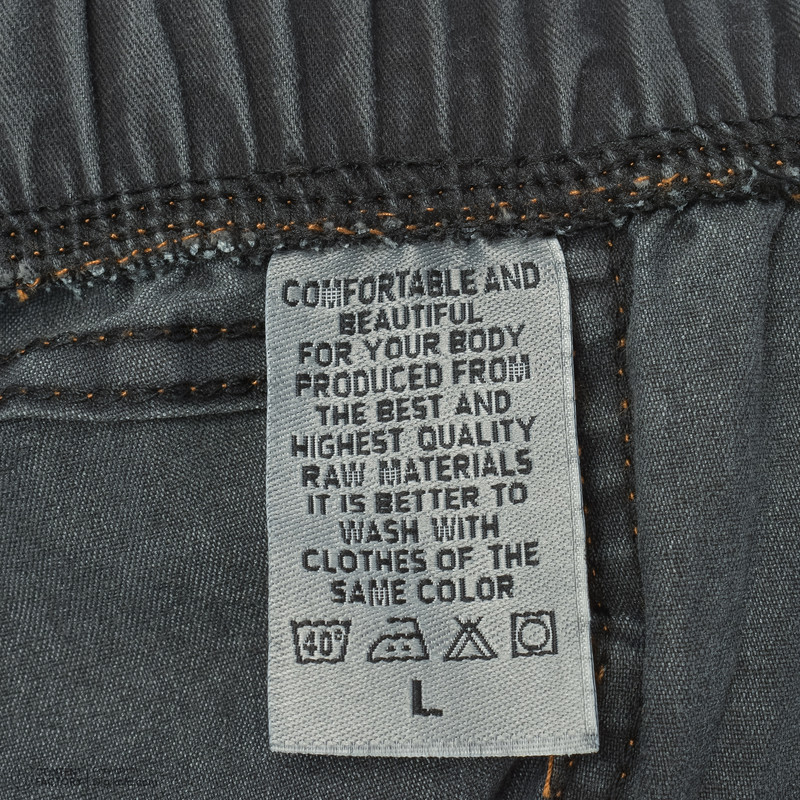 COMFORTABLE AND
BEAUTIFUL
FOR YOUR BODY
PRODUCED FROM
THE BEST AND
HIGHEST QUALITY
RAW MATERIALS
IT IS BETTER TO
WASH WITH
CLOTHES OF THE
SAME COLOR
40°
L